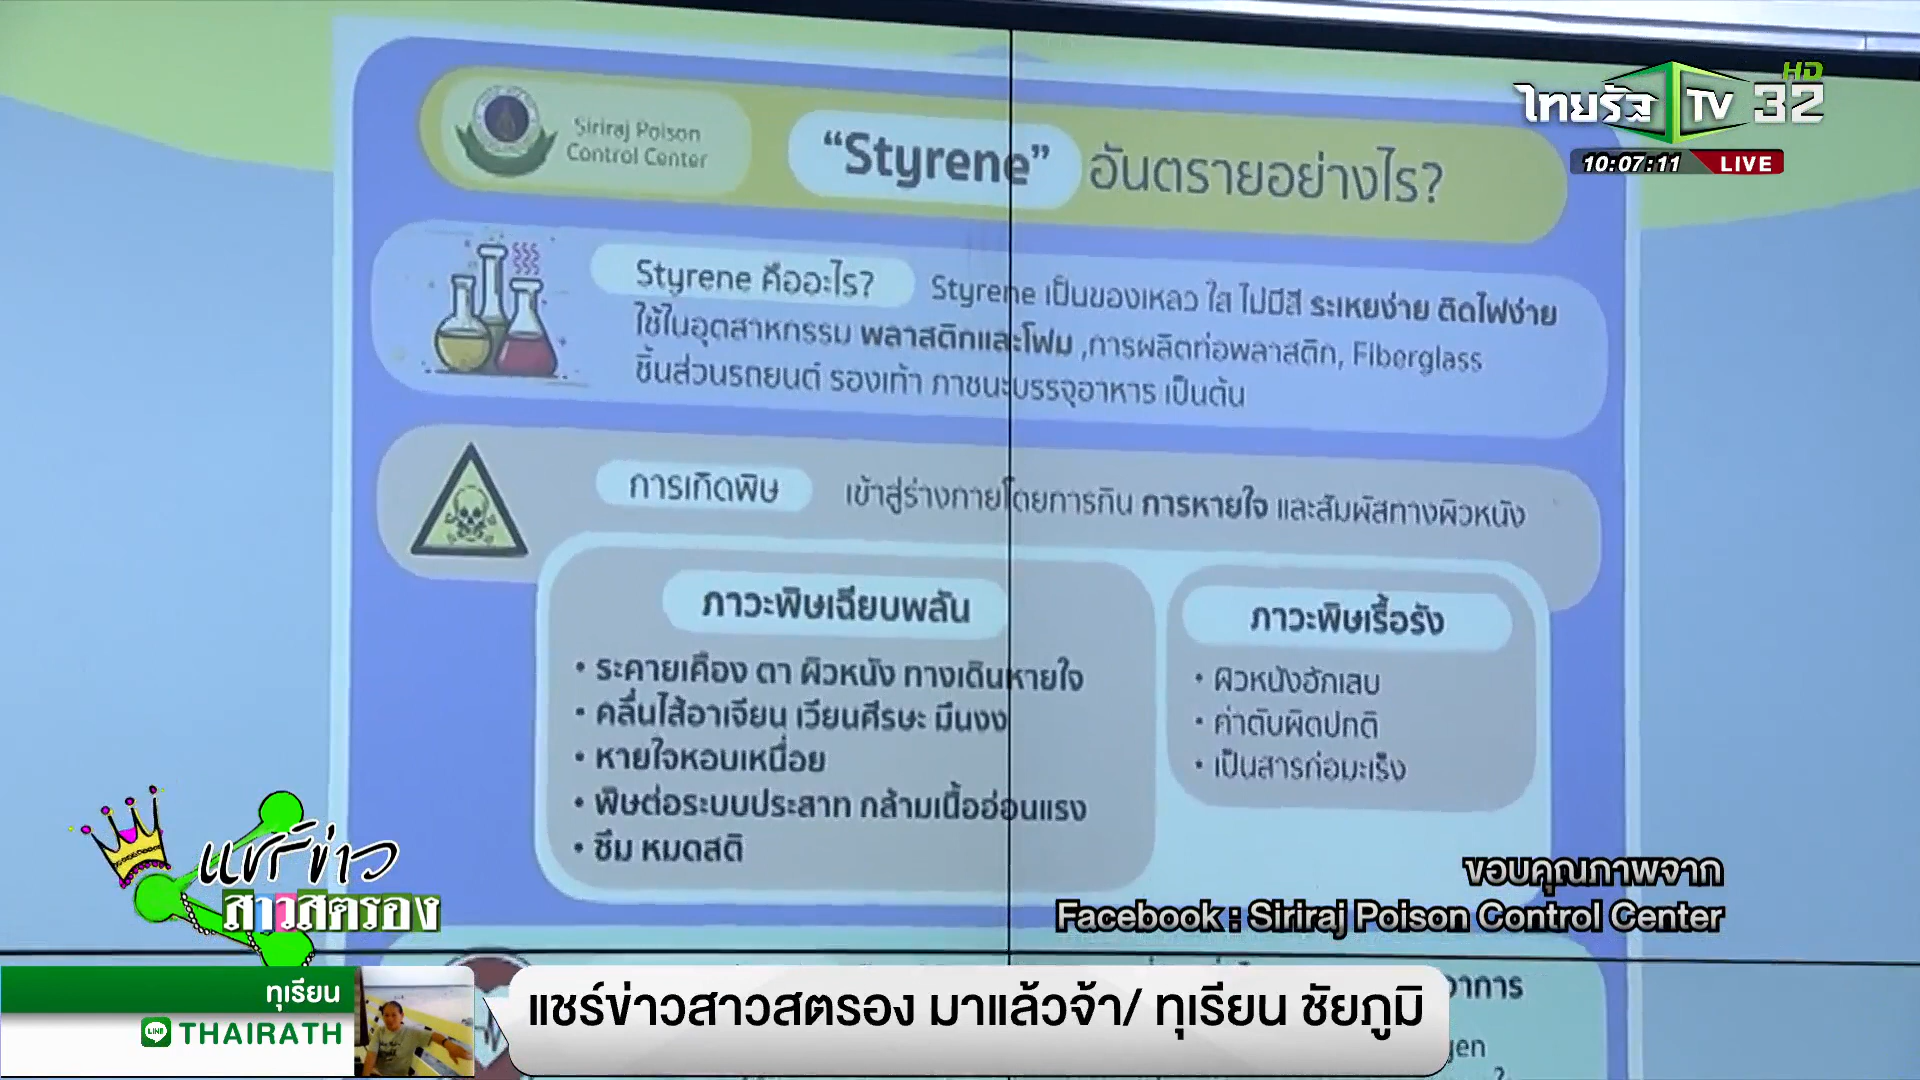 ไทยรัฐ TV 32 HD
10:07:11 LIVE
Siriraj Poison
Control Center
“Styrene” อันตรายอย่างไร?
Styrene คืออะไร? Styrene เป็นของเหลว ใส ไม่มีสี ระเหยง่าย ติดไฟง่าย
ใช้ในอุตสาหกรรม พลาสติกและโฟม ,การผลิตท่อพลาสติก, Fiberglass
ชิ้นส่วนรถยนต์ รองเท้า ภาชนะบรรจุอาหาร เป็นต้น
การเกิดพิษ เข้าสู่ร่างกายโดยการกิน การหายใจ และสัมผัสทางผิวหนัง
ภาวะพิษเฉียบพลัน
• ระคายเคือง ตา ผิวหนัง ทางเดินหายใจ
• คลื่นไส้อาเจียน เวียนศีรษะ มึนงง
• หายใจหอบเหนื่อย
• พิษต่อระบบประสาท กล้ามเนื้ออ่อนแรง
• ซึม หมดสติ
ภาวะพิษเรื้อรัง
• ผิวหนังอักเสบ
• ค่าตับผิดปกติ
• เป็นสารก่อมะเร็ง
แชร์ข่าว
สาวสตรอง
ขอบคุณภาพจาก
Facebook : Siriraj Poison Control Center
ทุเรียน
LINE THAIRATH
แชร์ข่าวสาวสตรอง มาแล้วจ้า/ ทุเรียน ชัยภูมิ